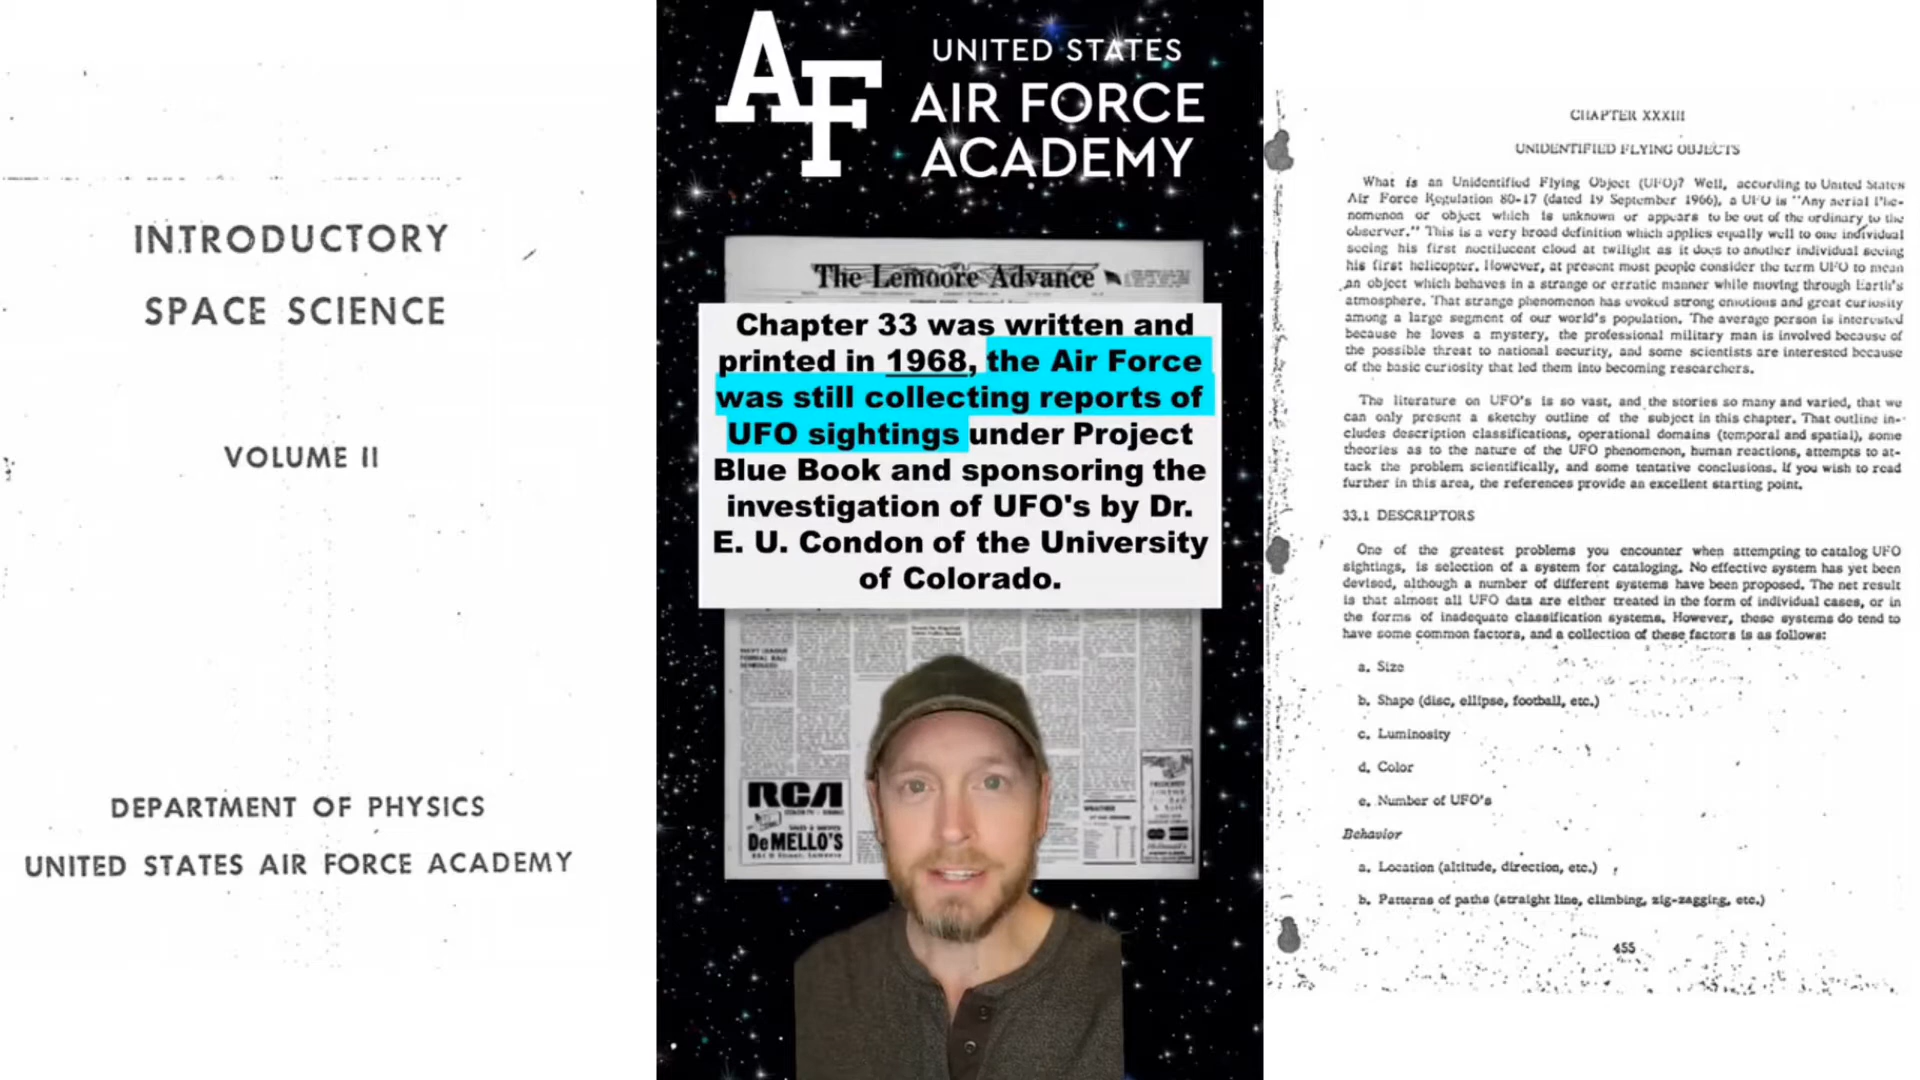 INTRODUCTORY
SPACE SCIENCE
VOLUME II
DEPARTMENT OF PHYSICS
UNITED STATES AIR FORCE ACADEMY
AF
UNITED STATES
AIR FORCE
ACADEMY
The Lemoore Advance
Chapter 33 was written and
printed in 1968, the Air Force
was still collecting reports of
UFO sightings under Project
Blue Book and sponsoring the
investigation of UFO's by Dr.
E. U. Condon of the University
of Colorado.
RCA
DeMELLO'S
WEATHER
CHAPTER XXXIII
UNIDENTIFIED FLYING OBJECTS
What is an Unidentified Flying Object (UFO)? Well, according to United States
Air Force Regulation 80-17 (dated 19 September 1966), a UFO is "Any aerial Phe-
nomenon or object which is unknown or appears to be out of the ordinary to the
observer." This is a very broad definition which applies equally well to one individual
seeing his first noctilucent cloud at twilight as it does to another individual seeing
his first helicopter. However, at present most people consider the term UFO to mean
an object which behaves in a strange or erratic manner while moving through Earth's
atmosphere. That strange phenomenon has evoked strong emotions and great curiosity
among a large segment of our world's population. The average person is interested
because he loves a mystery, the professional military man is involved because of
the possible threat to national security, and some scientists are interested because
of the basic curiosity that led them into becoming researchers.
The literature on UFO's is so vast, and the stories so many and varied, that we
can only present a sketchy outline of the subject in this chapter. That outline in-
cludes description classifications, operational domains (temporal and spatial), some
theories as to the nature of the UFO phenomenon, human reactions, attempts to at-
tack the problem scientifically, and some tentative conclusions. If you wish to read
further in this area, the references provide an excellent starting point.
33.1 DESCRIPTORS
One of the greatest problems you encounter when attempting to catalog UFO
sightings, is selection of a system for cataloging. No effective system has yet been
devised, although a number of different systems have been proposed. The net result
is that almost all UFO data are either treated in the form of individual cases, or in
the forms of inadequate classification systems. However, these systems do tend to
have some common factors, and a collection of these factors is as follows:
a. Size
b. Shape (disc, ellipse, football, etc.)
c. Luminosity
d. Color
e. Number of UFO's
Behavior
a. Location (altitude, direction, etc.)
b. Patterns of paths (straight line, climbing, zig-zagging, etc.)
455